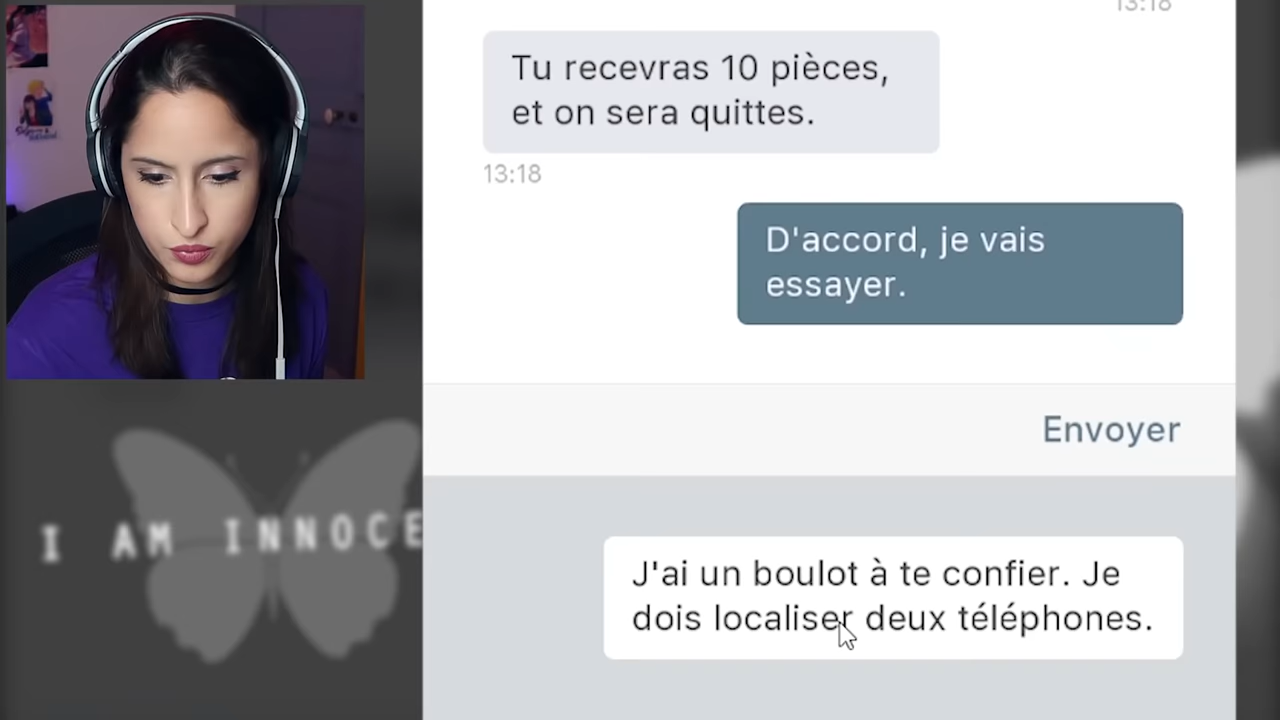 13:18
Tu recevras 10 pièces,
et on sera quittes.
13:18
D'accord, je vais
essayer.
Envoyer
I AM INNOCE
J'ai un boulot à te confier. Je
dois localiser deux téléphones.